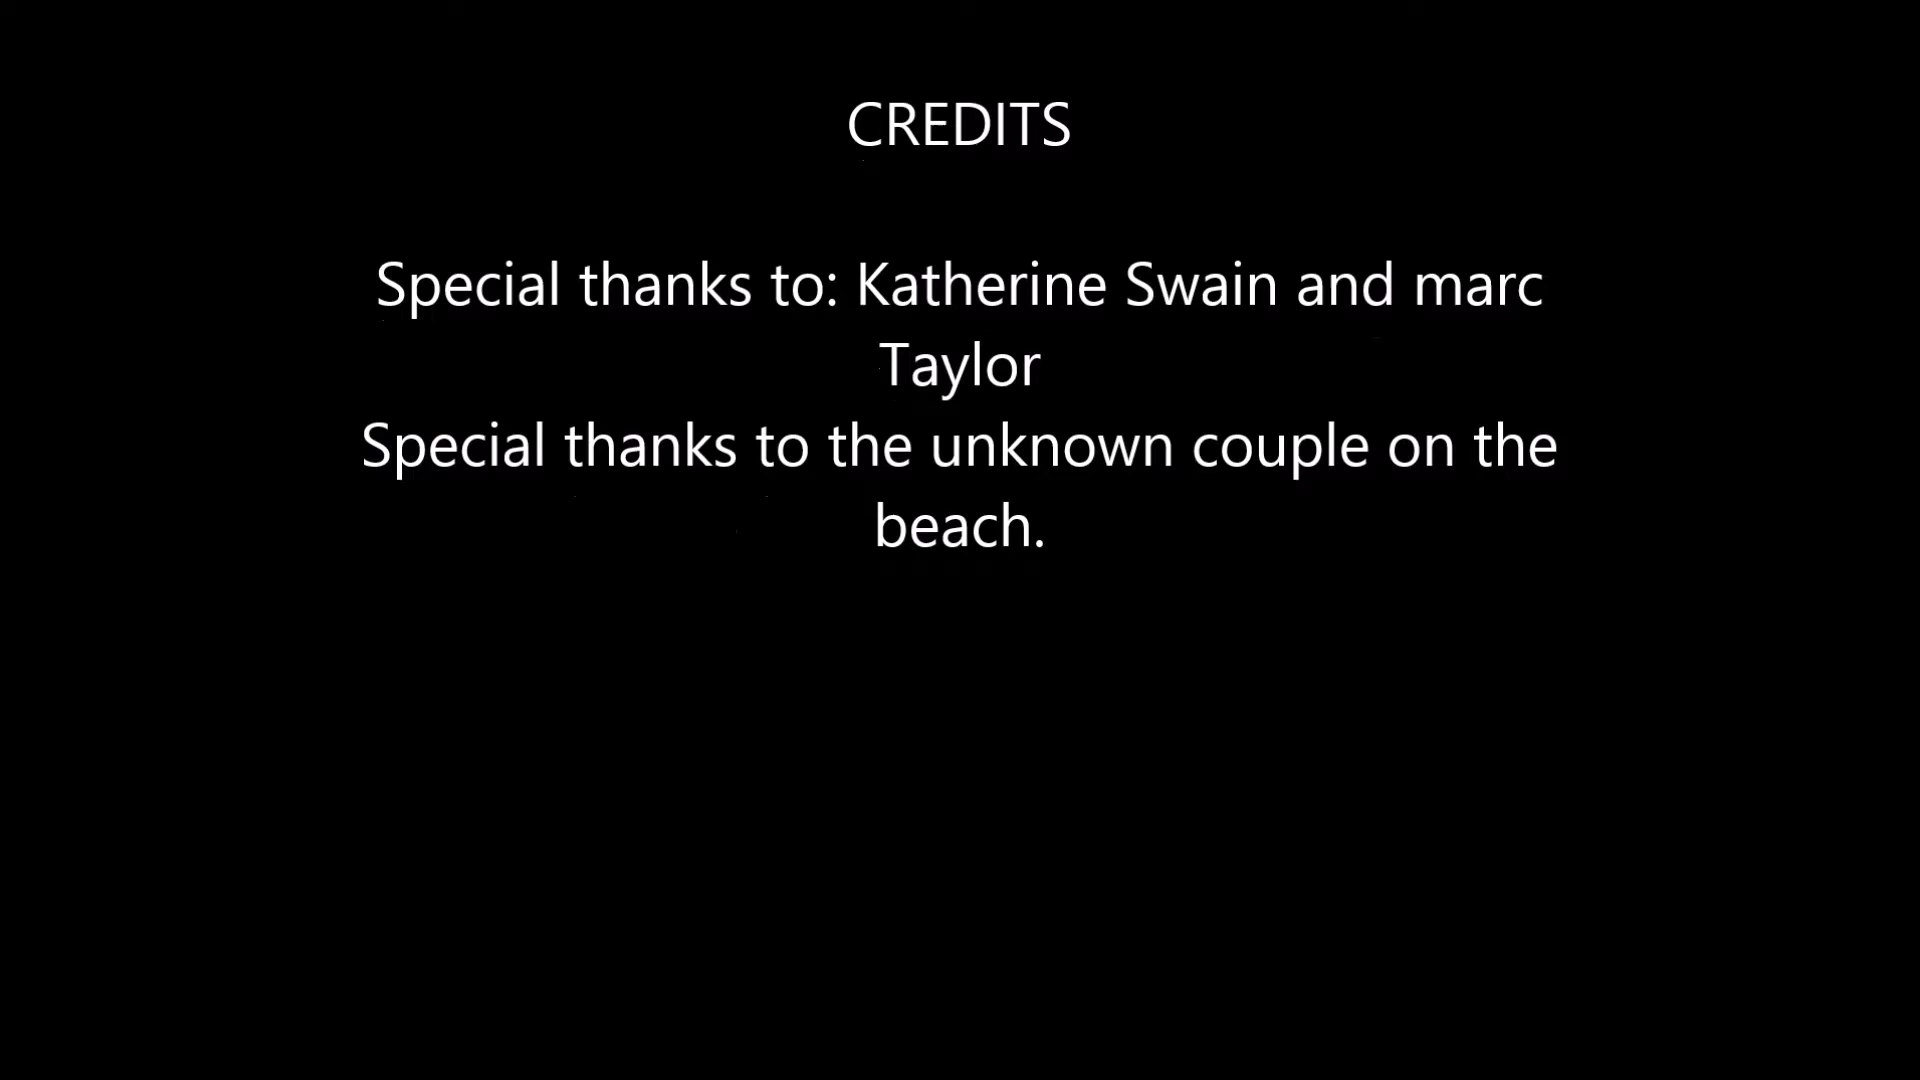 CREDITS
Special thanks to: Katherine Swain and marc
Taylor
Special thanks to the unknown couple on the
beach.